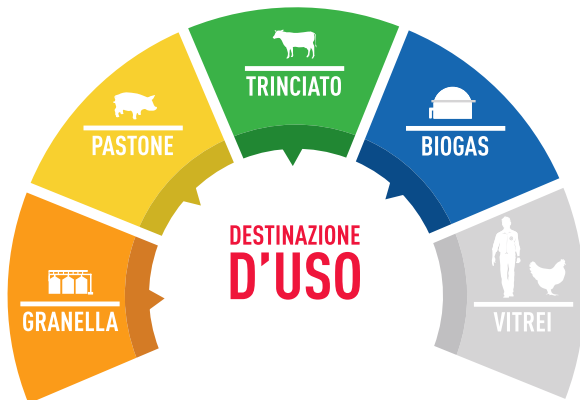 TRINCIATO
PASTONE
BIOGAS
GRANELLA
DESTINAZIONE
D'USO
VITREI